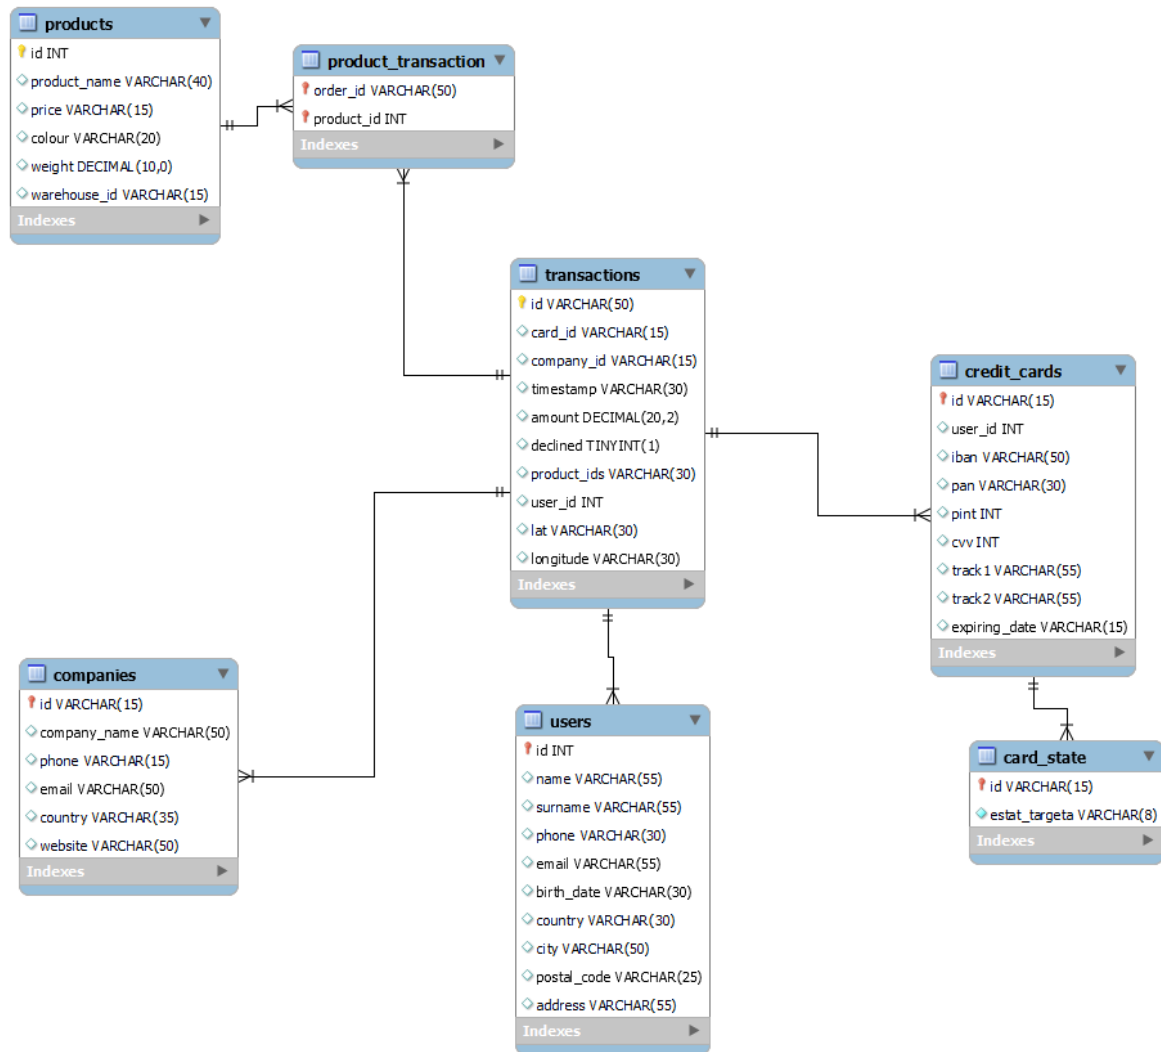 products
id INT
product_name VARCHAR(40)
price VARCHAR(15)
colour VARCHAR(20)
weight DECIMAL(10,0)
warehouse_id VARCHAR(15)
Indexes
product_transaction
order_id VARCHAR(50)
product_id INT
Indexes
transactions
id VARCHAR(50)
card_id VARCHAR(15)
company_id VARCHAR(15)
timestamp VARCHAR(30)
amount DECIMAL(20,2)
declined TINYINT(1)
product_ids VARCHAR(30)
user_id INT
lat VARCHAR(30)
longitude VARCHAR(30)
Indexes
credit_cards
id VARCHAR(15)
user_id INT
iban VARCHAR(50)
pan VARCHAR(30)
pint INT
cvv INT
track1 VARCHAR(55)
track2 VARCHAR(55)
expiring_date VARCHAR(15)
Indexes
companies
id VARCHAR(15)
company_name VARCHAR(50)
phone VARCHAR(15)
email VARCHAR(50)
country VARCHAR(35)
website VARCHAR(50)
Indexes
users
id INT
name VARCHAR(55)
surname VARCHAR(55)
phone VARCHAR(30)
email VARCHAR(55)
birth_date VARCHAR(30)
country VARCHAR(30)
city VARCHAR(50)
postal_code VARCHAR(25)
address VARCHAR(55)
Indexes
card_state
id VARCHAR(15)
estat_targeta VARCHAR(8)
Indexes